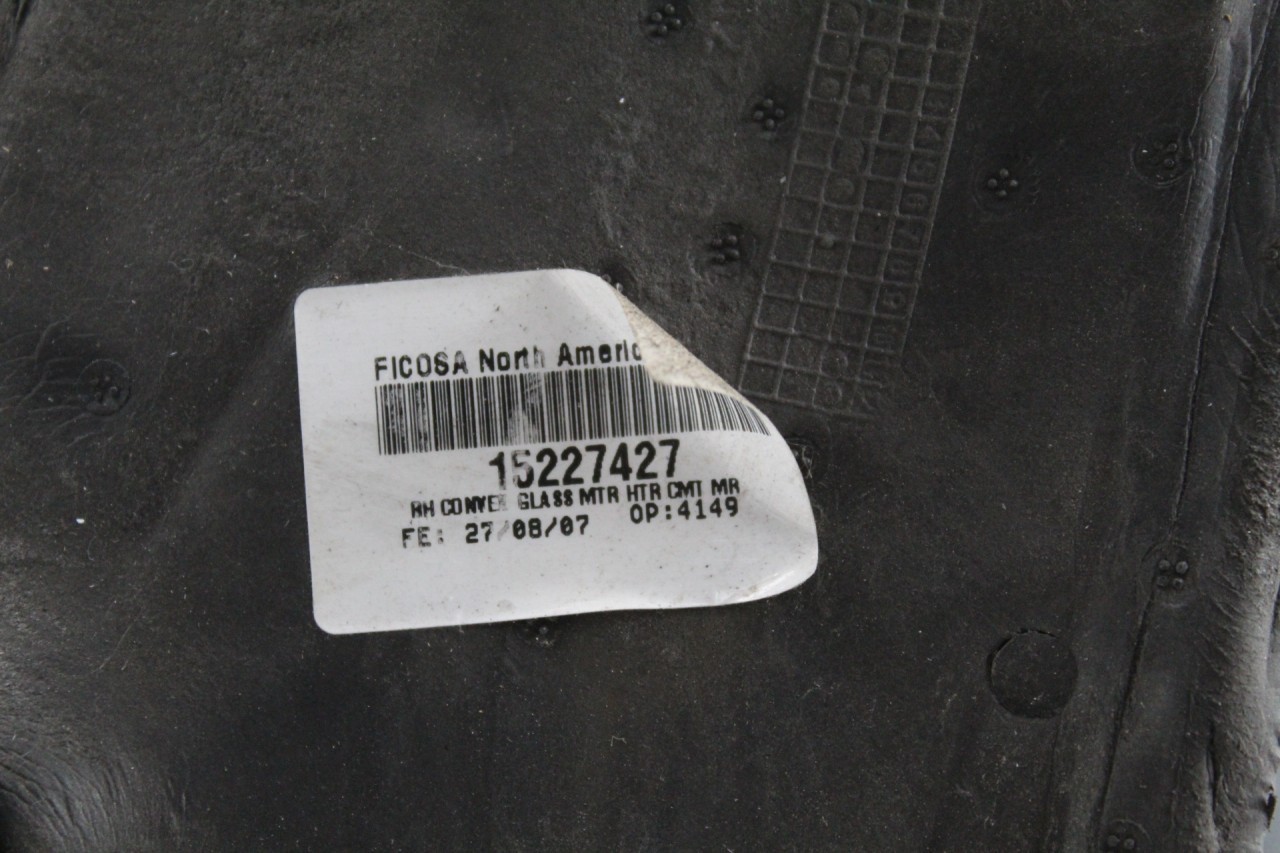 FICOSA North Americ
15227427
RH CONVEX GLASS MTR HTR CMT MR
FE: 27/08/07 OP:4149